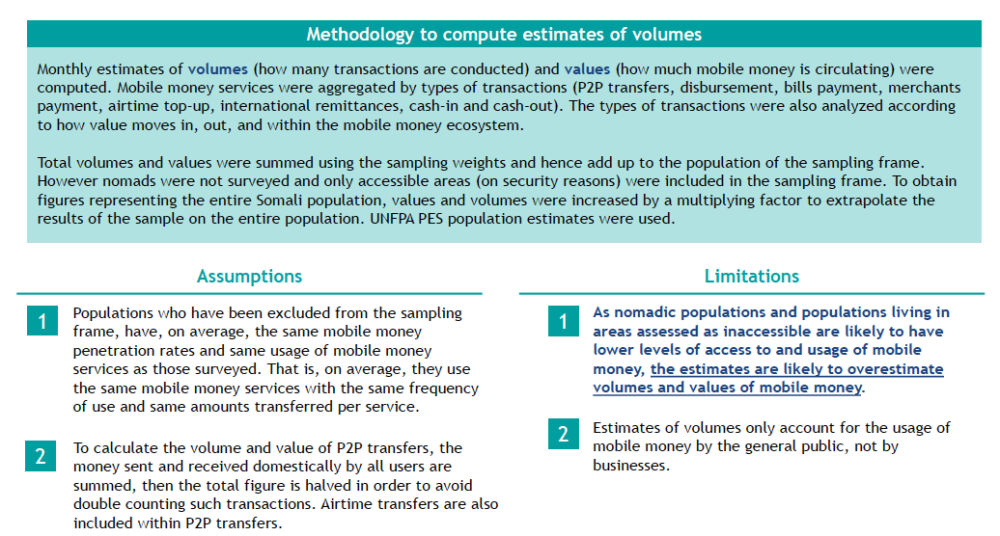 Methodology to compute estimates of volumes
Monthly estimates of volumes (how many transactions are conducted) and values (how much mobile money is circulating) were
computed. Mobile money services were aggregated by types of transactions (P2P transfers, disbursement, bills payment, merchants
payment, airtime top-up, international remittances, cash-in and cash-out). The types of transactions were also analyzed according
to how value moves in, out, and within the mobile money ecosystem.
Total volumes and values were summed using the sampling weights and hence add up to the population of the sampling frame.
However nomads were not surveyed and only accessible areas (on security reasons) were included in the sampling frame. To obtain
figures representing the entire Somali population, values and volumes were increased by a multiplying factor to extrapolate the
results of the sample on the entire population. UNFPA PES population estimates were used.
Assumptions
1
Populations who have been excluded from the sampling
frame, have, on average, the same mobile money
penetration rates and same usage of mobile money
services as those surveyed. That is, on average, they use
the same mobile money services with the same frequency
of use and same amounts transferred per service.
2
To calculate the volume and value of P2P transfers, the
money sent and received domestically by all users are
summed, then the total figure is halved in order to avoid
double counting such transactions. Airtime transfers are also
included within P2P transfers.
Limitations
1
As nomadic populations and populations living in
areas assessed as inaccessible are likely to have
lower levels of access to and usage of mobile
money, the estimates are likely to overestimate
volumes and values of mobile money.
2
Estimates of volumes only account for the usage of
mobile money by the general public, not by
businesses.